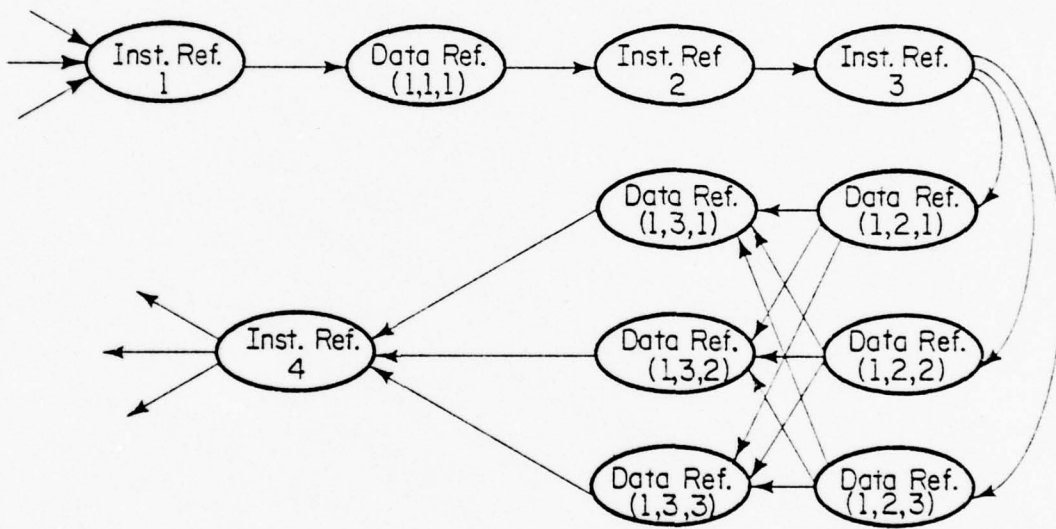 Inst. Ref.
1
Data Ref.
(1,1,1)
Inst. Ref
2
Inst. Ref.
3
Data Ref.
(1,3,1)
Data Ref.
(1,2,1)
Inst. Ref.
4
Data Ref.
(1,3,2)
Data Ref.
(1,2,2)
Data Ref.
(1,3,3)
Data Ref.
(1,2,3)